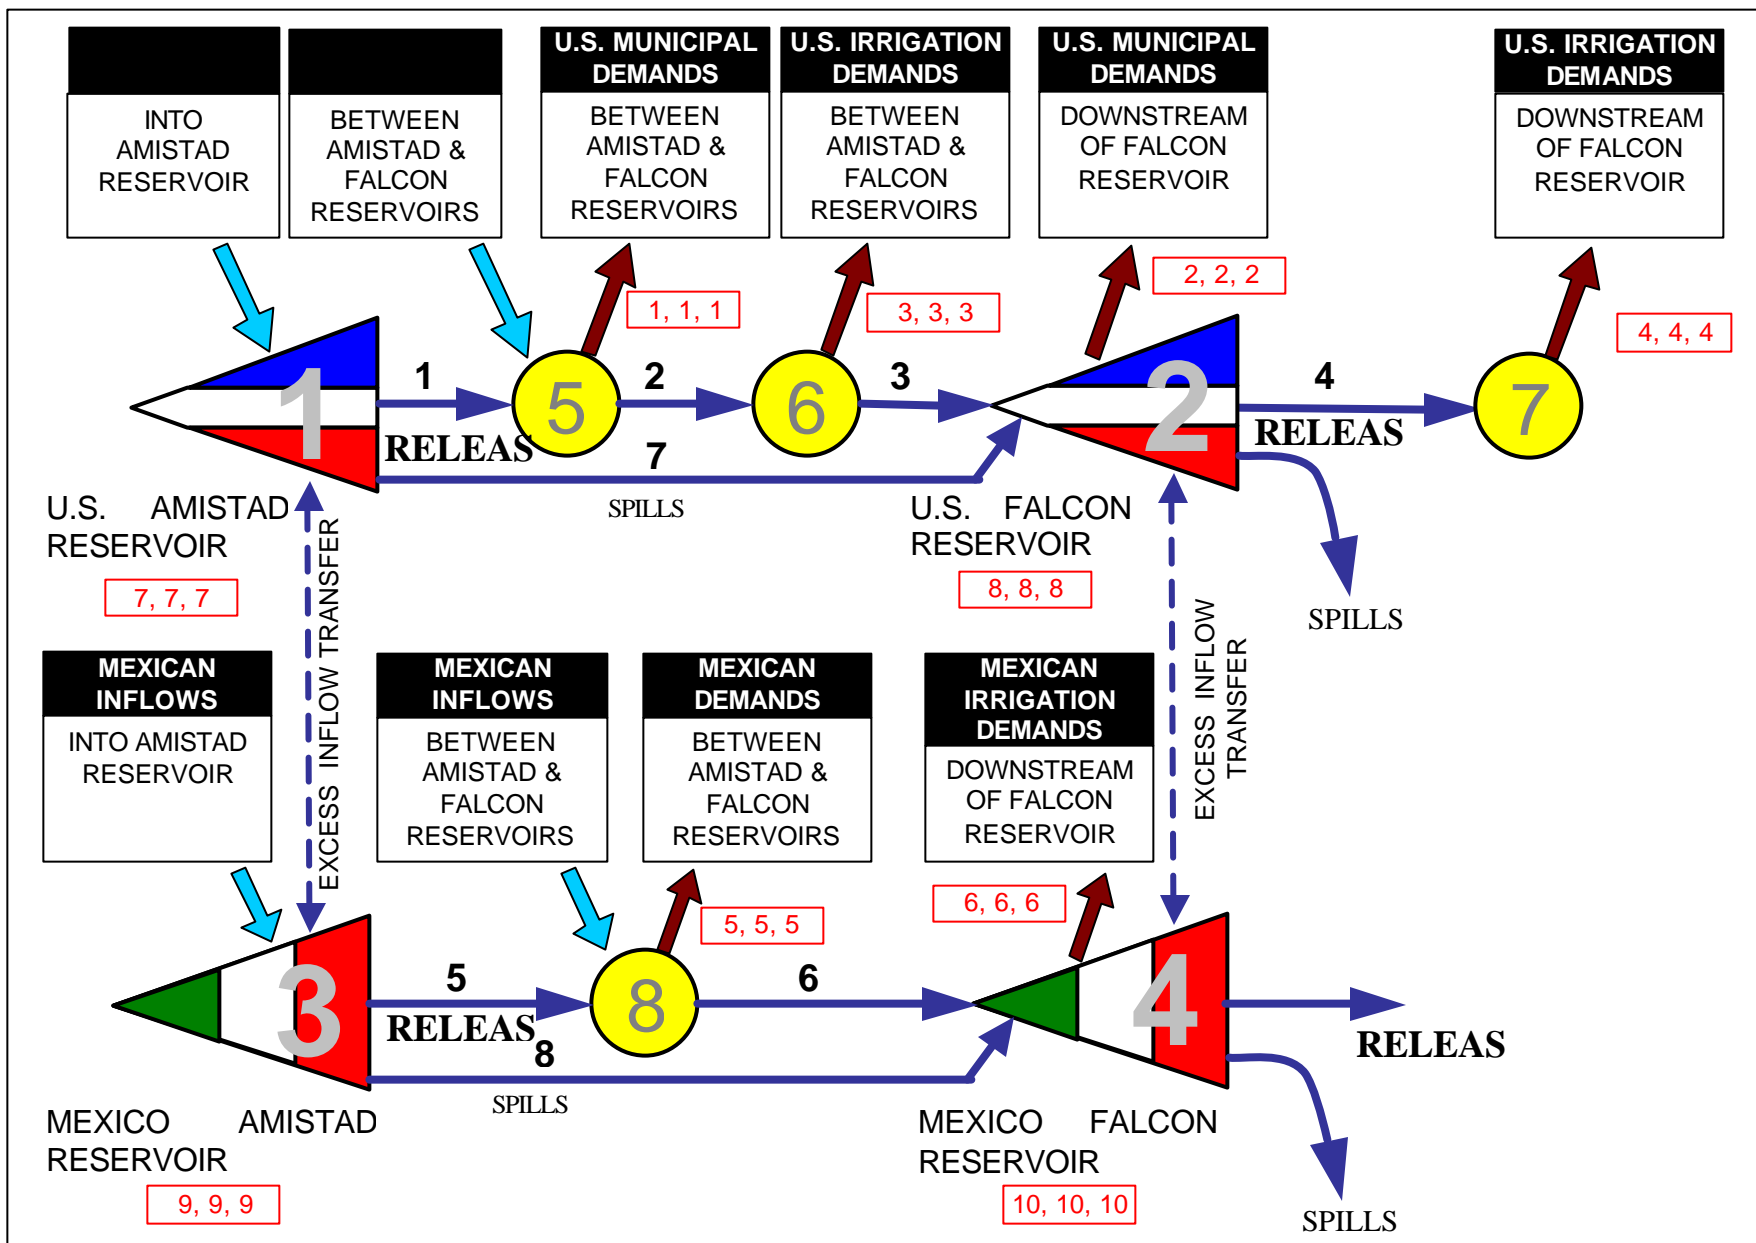 U.S. MUNICIPAL
DEMANDS
U.S. IRRIGATION
DEMANDS
U.S. MUNICIPAL
DEMANDS
U.S. IRRIGATION
DEMANDS
INTO
AMISTAD
RESERVOIR
BETWEEN
AMISTAD &
FALCON
RESERVOIRS
BETWEEN
AMISTAD &
FALCON
RESERVOIRS
BETWEEN
AMISTAD &
FALCON
RESERVOIRS
DOWNSTREAM
OF FALCON
RESERVOIR
DOWNSTREAM
OF FALCON
RESERVOIR
1, 1, 1
3, 3, 3
2, 2, 2
4, 4, 4
1
1
RELEAS
5
2
6
3
2
4
RELEAS
7
7
SPILLS
SPILLS
U.S. AMISTAD
RESERVOIR
7, 7, 7
U.S. FALCON
RESERVOIR
8, 8, 8
EXCESS INFLOW TRANSFER
EXCESS INFLOW
TRANSFER
MEXICAN
INFLOWS
INTO AMISTAD
RESERVOIR
MEXICAN
INFLOWS
BETWEEN
AMISTAD &
FALCON
RESERVOIRS
MEXICAN
DEMANDS
BETWEEN
AMISTAD &
FALCON
RESERVOIRS
MEXICAN
IRRIGATION
DEMANDS
DOWNSTREAM
OF FALCON
RESERVOIR
5, 5, 5
6, 6, 6
3
5
RELEAS
8
6
4
RELEAS
8
SPILLS
SPILLS
MEXICO AMISTAD
RESERVOIR
9, 9, 9
MEXICO FALCON
RESERVOIR
10, 10, 10